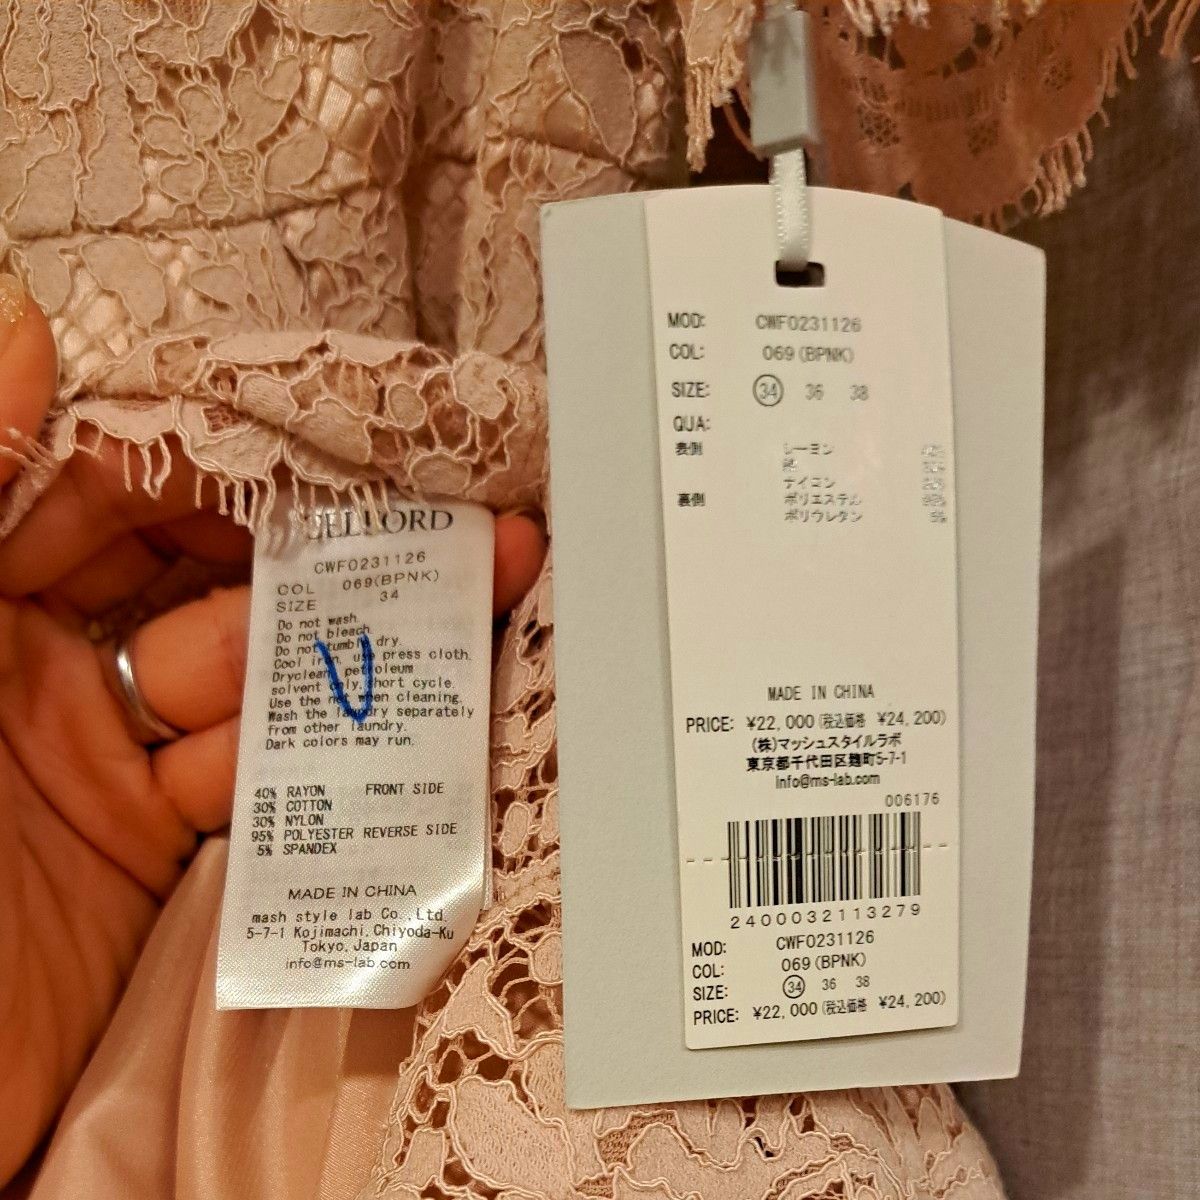 CWF0231126
COL 069(BPNK)
SIZE 34
Do not wash.
Do not bleach.
Do not tumble dry.
Cool iron, use press cloth.
Dryclean, petroleum
solvent only, short cycle.
Use the net when cleaning.
Wash the laundry separately
from other laundry.
Dark colors may run.
40% RAYON FRONT SIDE
30% COTTON
30% NYLON
95% POLYESTER REVERSE SIDE
5% SPANDEX
MADE IN CHINA
mash style lab Co., Ltd.
5-7-1 Kojimachi, Chiyoda-Ku
Tokyo, Japan
info@ms-lab.com
MOD: CWF0231126
COL: 069(BPNK)
SIZE: 34 36 38
QUA:
表側 レーヨン
ナイロン
裏側 ポリエステル
ポリウレタン
MADE IN CHINA
PRICE: ¥22,000(税込価格 ¥24,200)
(株)マッシュスタイルラボ
東京都千代田区麹町5-7-1
info@ms-lab.com
006176
2400032113279
MOD: CWF0231126
COL: 069(BPNK)
SIZE: 34 36 38
PRICE: ¥22,000(税込価格 ¥24,200)